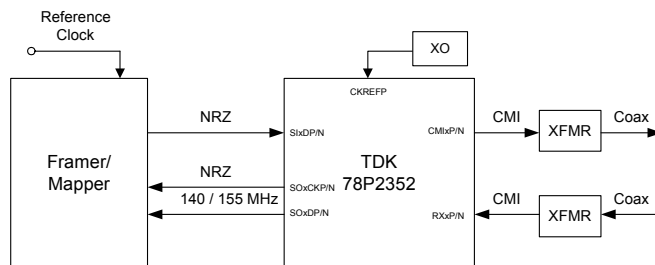 Reference
Clock
XO
CKREFP
NRZ
CMI
Coax
SIxDP/N
CMIxP/N
XFMR
Framer/
Mapper
TDK
78P2352
NRZ
SOxCKP/N
140 / 155 MHz
SOxDP/N
CMI
Coax
RXxP/N
XFMR